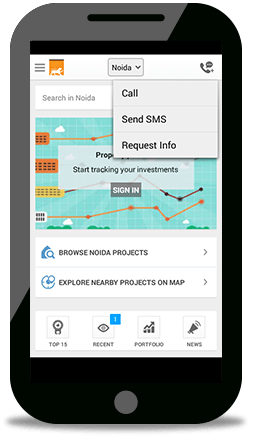 Noida
Call
Search in Noida
Send SMS
Request Info
Prope
Start tracking your investments
SIGN IN
BROWSE NOIDA PROJECTS
EXPLORE NEARBY PROJECTS ON MAP
1
TOP 15
RECENT
PORTFOLIO
NEWS